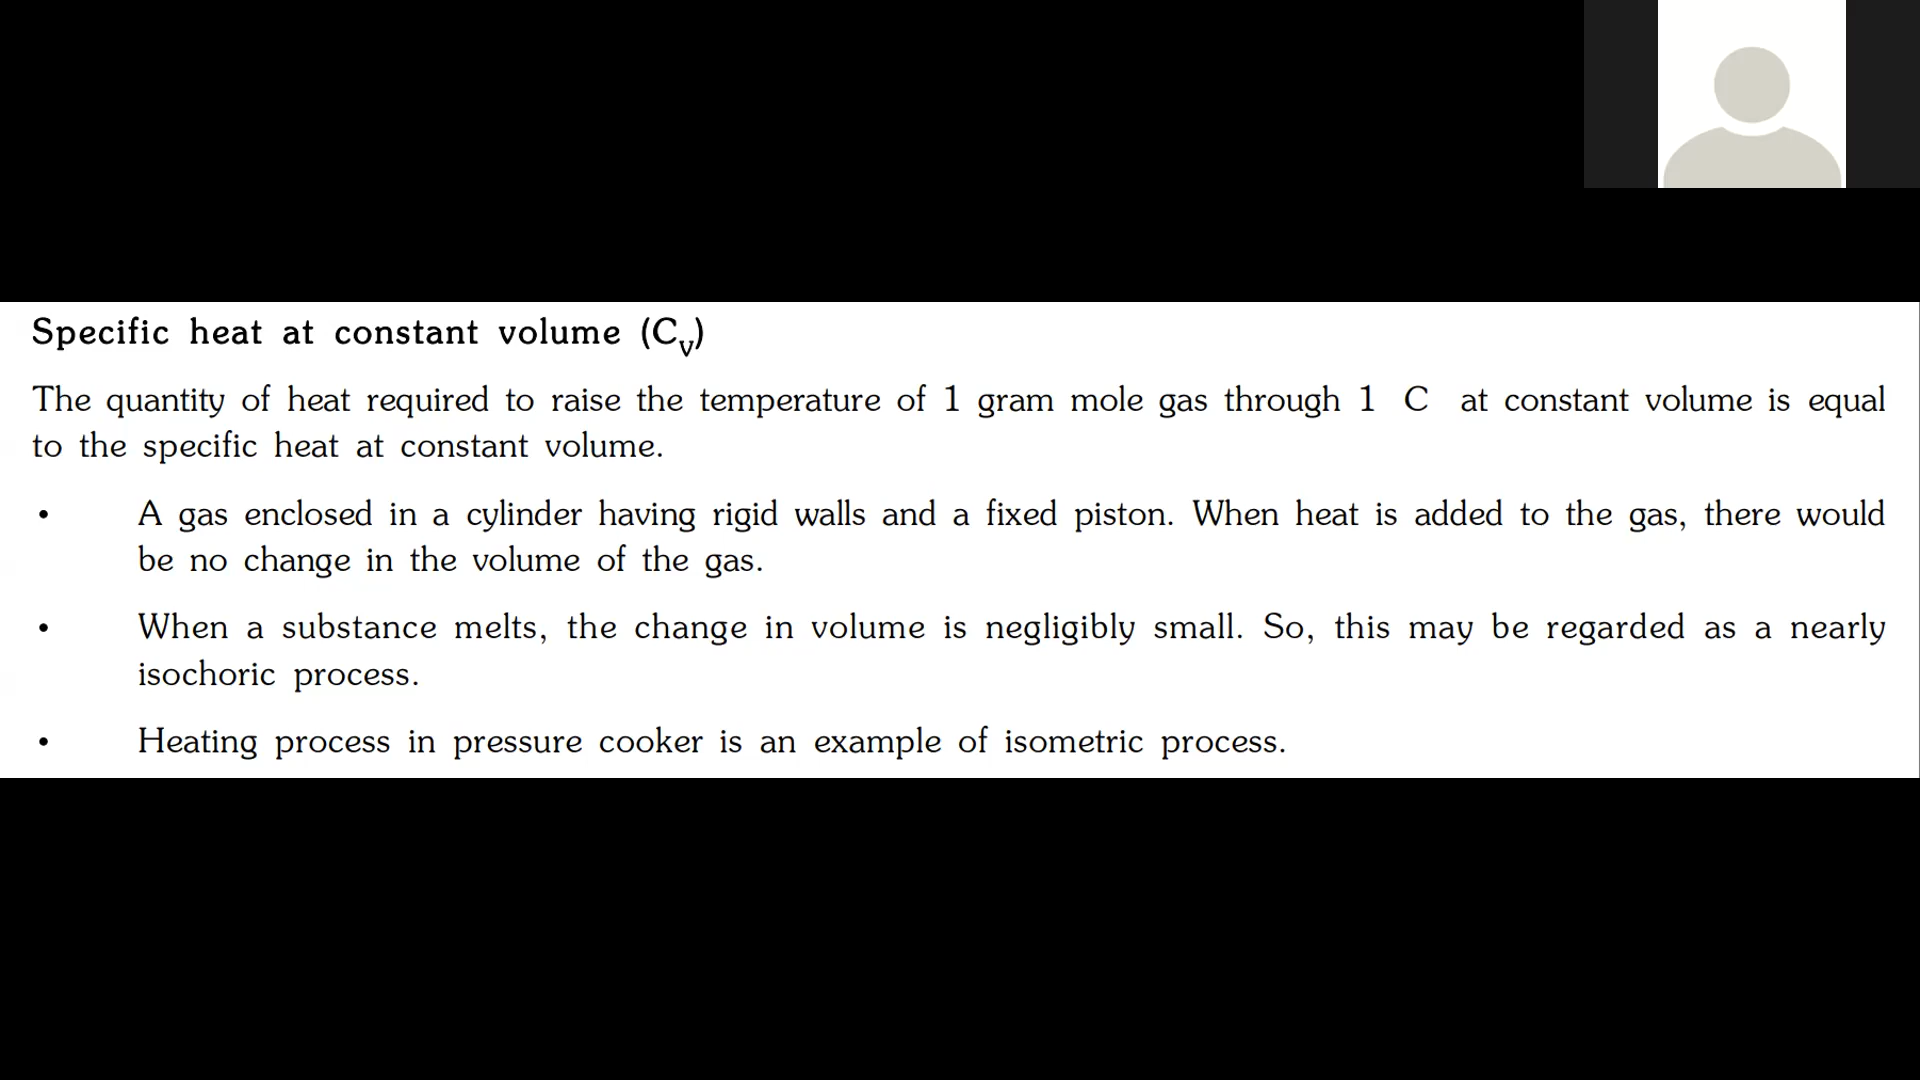 Specific heat at constant volume (Cv)
The quantity of heat required to raise the temperature of 1 gram mole gas through 1 C at constant volume is equal
to the specific heat at constant volume.
• A gas enclosed in a cylinder having rigid walls and a fixed piston. When heat is added to the gas, there would
be no change in the volume of the gas.
• When a substance melts, the change in volume is negligibly small. So, this may be regarded as a nearly
isochoric process.
• Heating process in pressure cooker is an example of isometric process.